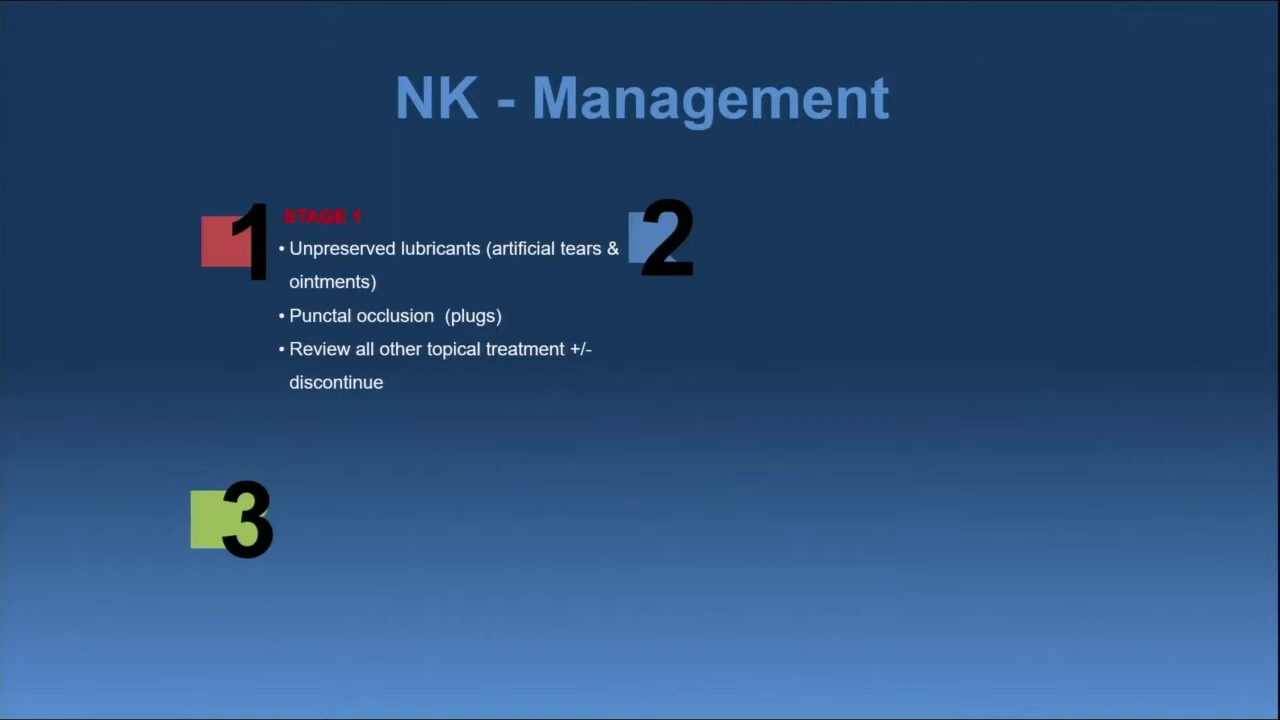 NK - Management
1
STAGE 1
• Unpreserved lubricants (artificial tears &
ointments)
• Punctal occlusion (plugs)
• Review all other topical treatment +/-
discontinue
2
3